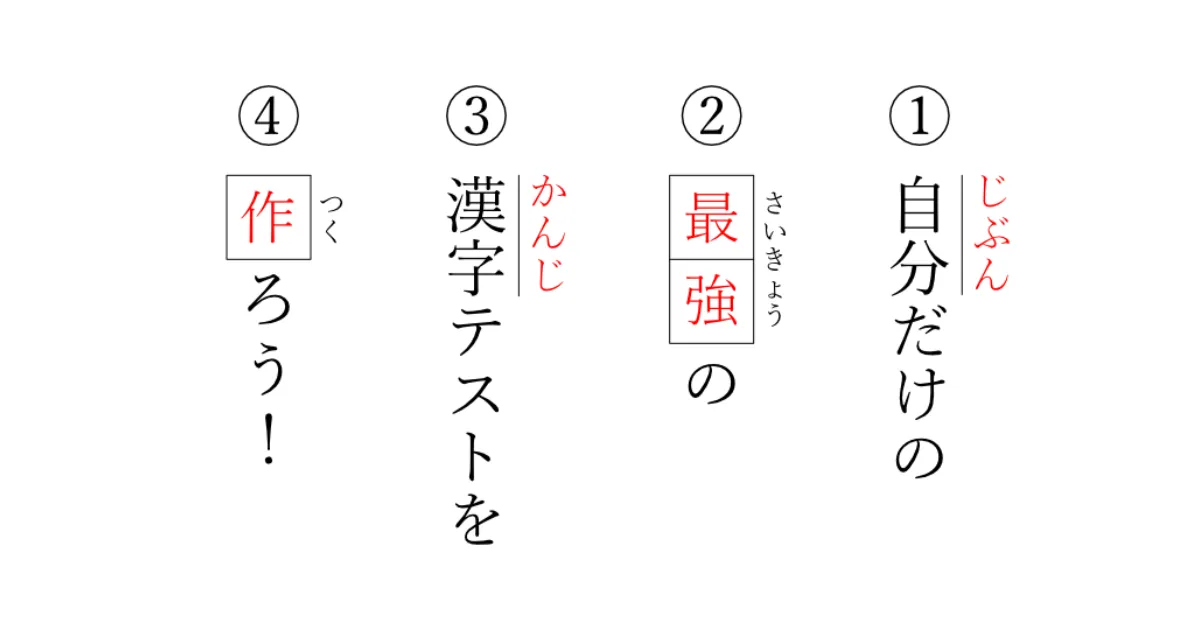 ① 自分だけの
じぶん
② 最強の
さいきょう
③ 漢字テストを
かんじ
④ 作ろう！
つく